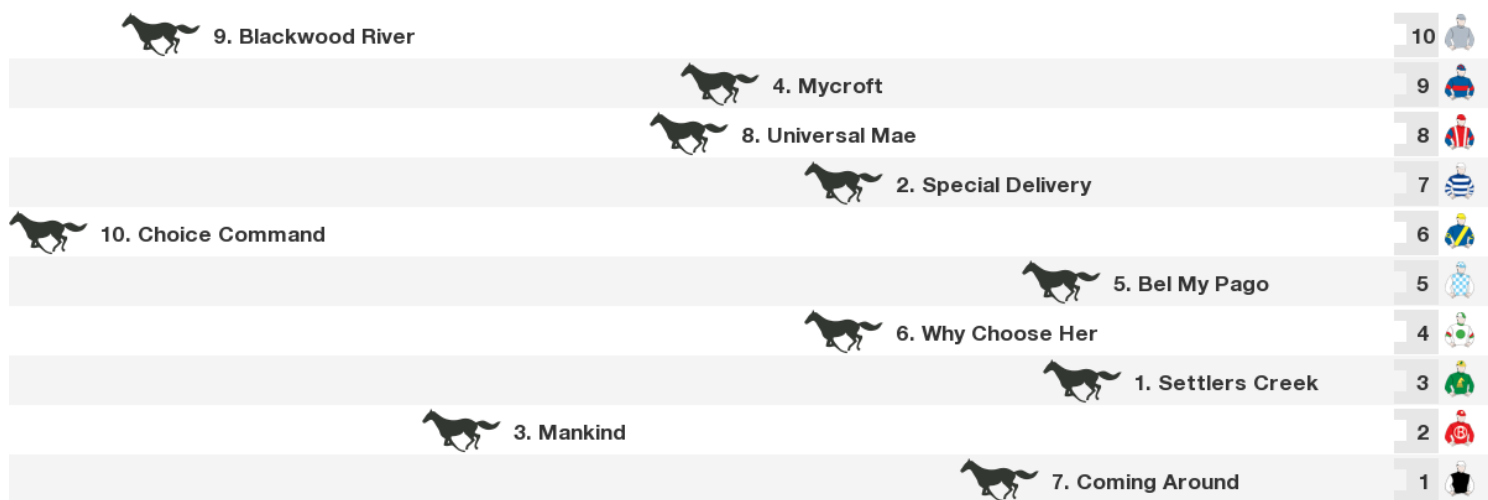 9. Blackwood River 10
4. Mycroft 9
8. Universal Mae 8
2. Special Delivery 7
10. Choice Command 6
5. Bel My Pago 5
6. Why Choose Her 4
1. Settlers Creek 3
3. Mankind 2
7. Coming Around 1